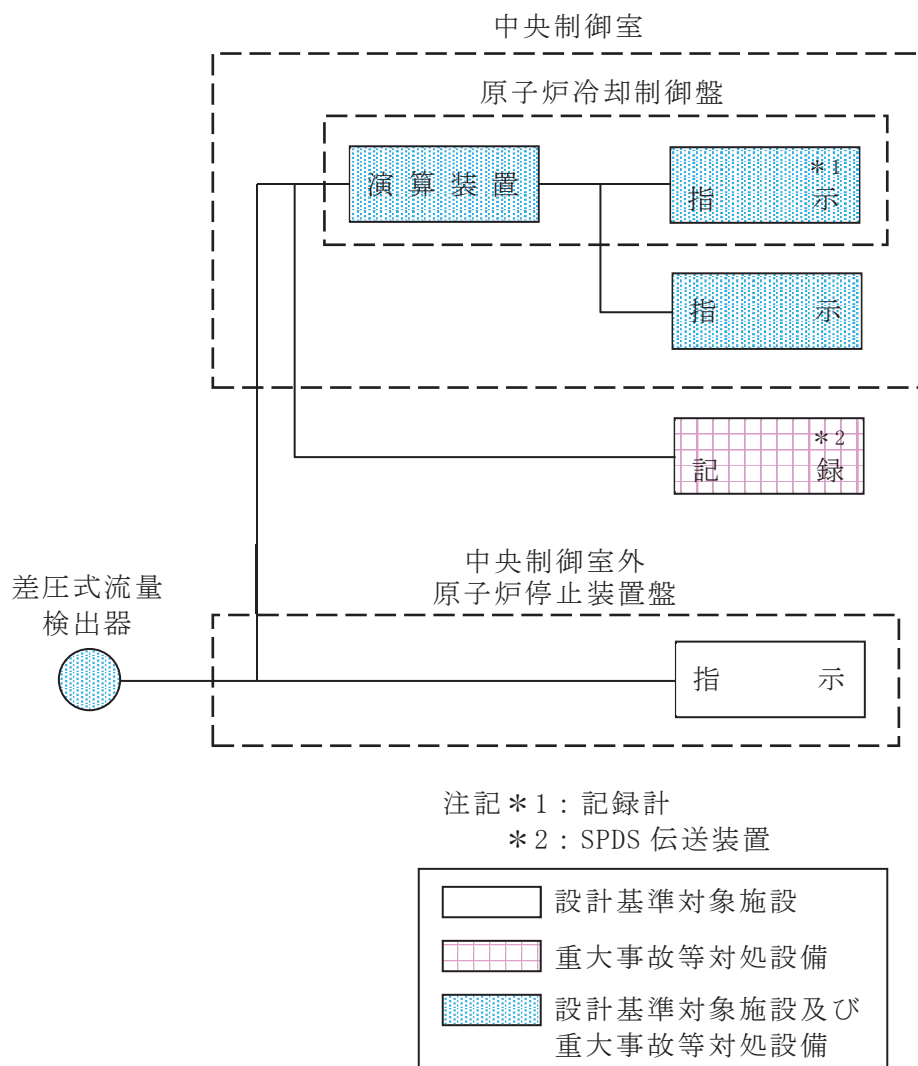 中央制御室
原子炉冷却制御盤
演算装置
*1
指示
指示
*2
記録
中央制御室外
原子炉停止装置盤
差圧式流量
検出器
指示
注記*1:記録計
*2:SPDS 伝送装置
設計基準対象施設
重大事故等対処設備
設計基準対象施設及び
重大事故等対処設備